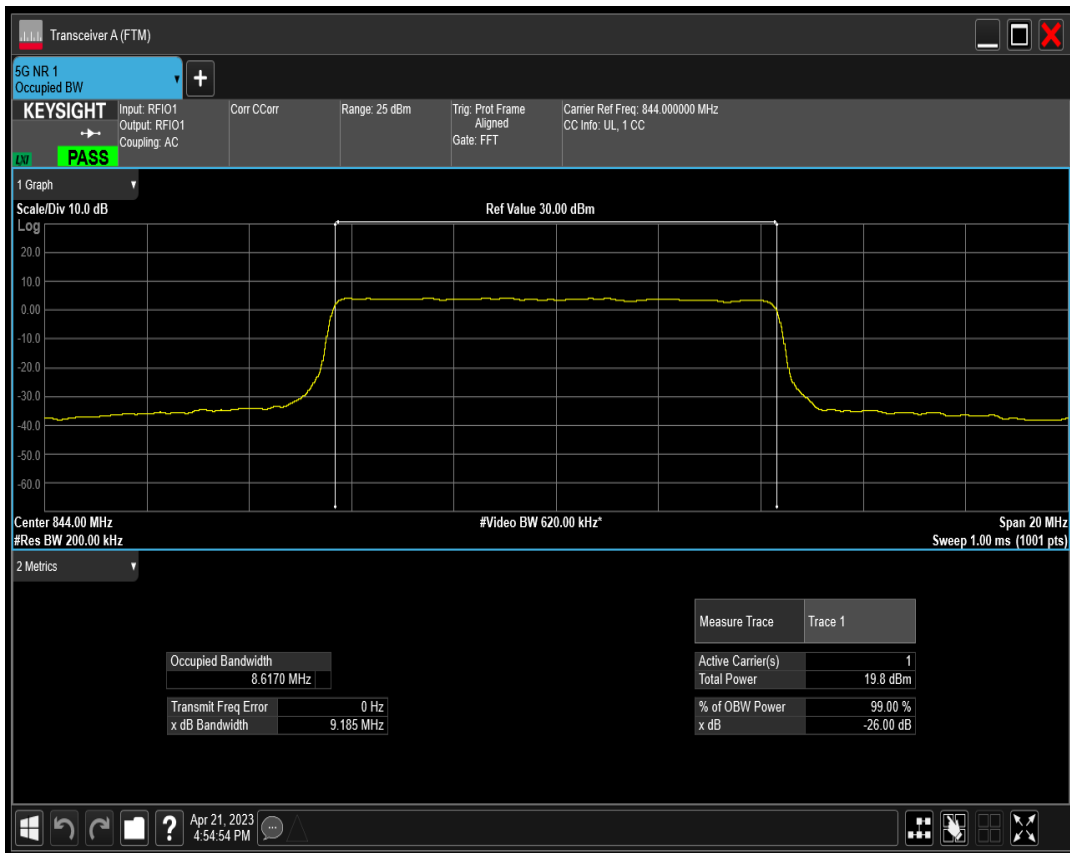 Transceiver A (FTM)
5G NR 1
Occupied BW
+
KEYSIGHT
LXI
PASS
Input: RFIO1
Output: RFIO1
Coupling: AC
Corr CCorr
Range: 25 dBm
Trig: Prot Frame
Aligned
Gate: FFT
Carrier Ref Freq: 844.000000 MHz
CC Info: UL, 1 CC
1 Graph
Scale/Div 10.0 dB
Ref Value 30.00 dBm
Log
20.0
10.0
0.00
-10.0
-20.0
-30.0
-40.0
-50.0
-60.0
Center 844.00 MHz
#Video BW 620.00 kHz*
Span 20 MHz
#Res BW 200.00 kHz
Sweep 1.00 ms (1001 pts)
2 Metrics
Measure Trace Trace 1
Occupied Bandwidth
8.6170 MHz
Active Carrier(s) 1
Total Power 19.8 dBm
Transmit Freq Error 0 Hz
x dB Bandwidth 9.185 MHz
% of OBW Power 99.00 %
x dB -26.00 dB
?
Apr 21, 2023
4:54:54 PM